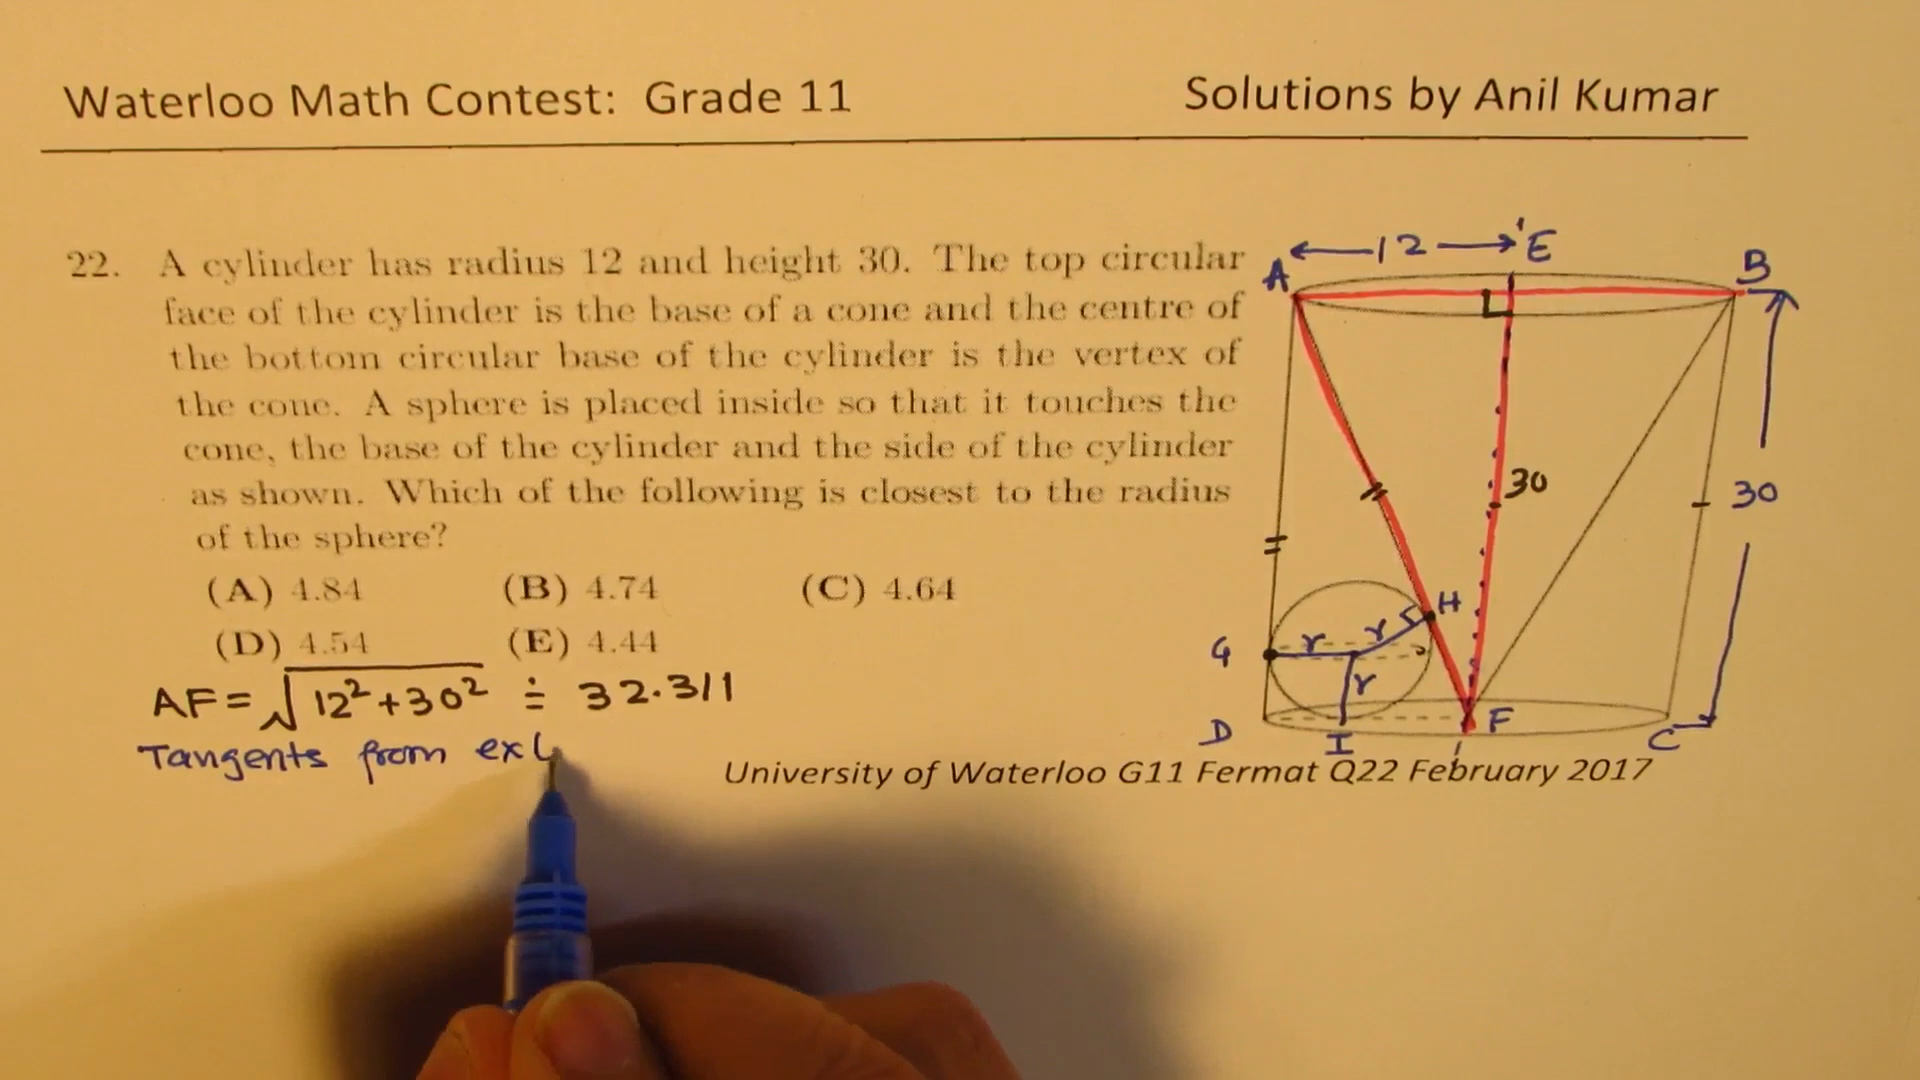 Waterloo Math Contest: Grade 11
Solutions by Anil Kumar
22. A cylinder has radius 12 and height 30. The top circular
face of the cylinder is the base of a cone and the centre of
the bottom circular base of the cylinder is the vertex of
the cone. A sphere is placed inside so that it touches the
cone, the base of the cylinder and the side of the cylinder
as shown. Which of the following is closest to the radius
of the sphere?
(A) 4.84 (B) 4.74 (C) 4.64
(D) 4.54 (E) 4.44
AF = √12²+30² ≐ 32.311
Tangents from ext
12 E
A B
30
30
H
G r r
r
D I F C
University of Waterloo G11 Fermat Q22 February 2017